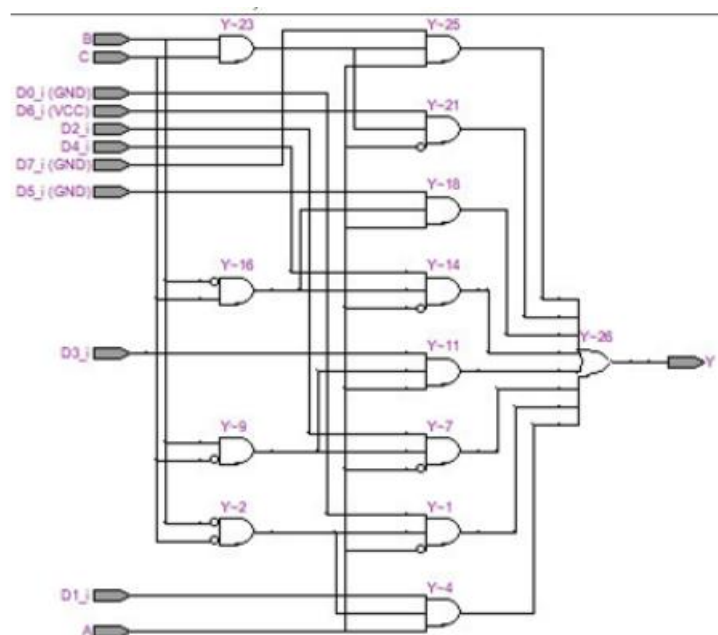 Y~23
Y~25
B
C
D0_i (GND)
D6_i (VCC)
Y~21
D2_i
D4_i
D7_i (GND)
D5_i (GND)
Y~18
Y~16
Y~14
Y~26
D3_i
Y~11
Y
Y~9
Y~7
Y~2
Y~1
D1_i
Y~4
A